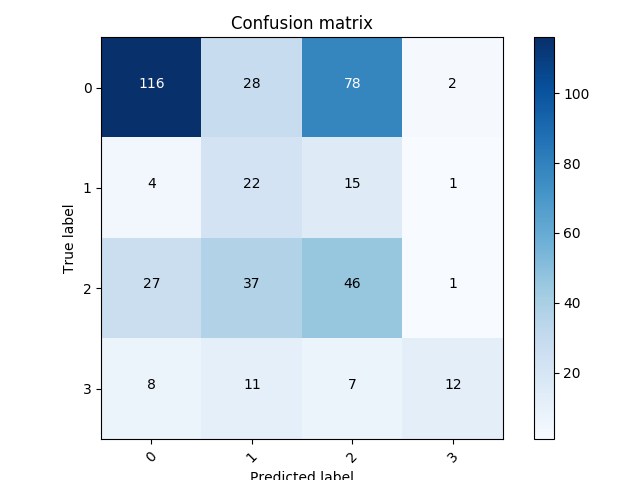 Confusion matrix
0 116 28 78 2
1 4 22 15 1
2 27 37 46 1
3 8 11 7 12
0 1 2 3
True label
Predicted label
100
80
60
40
20